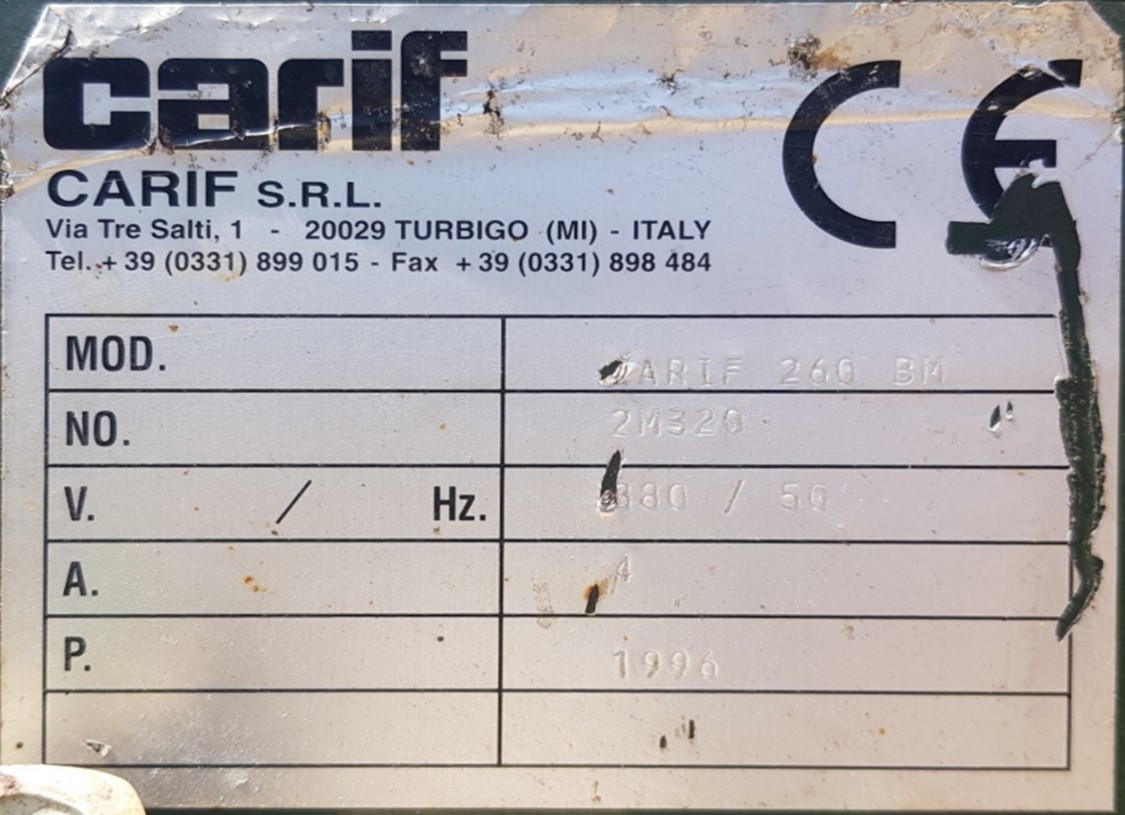 carif
CE
CARIF S.R.L.
Via Tre Salti, 1 - 20029 TURBIGO (MI) - ITALY
Tel. + 39 (0331) 899 015 - Fax + 39 (0331) 898 484
MOD. CARIF 260 BM
NO. 2M320
V. / Hz. 380 / 50
A. 4
P. 1996